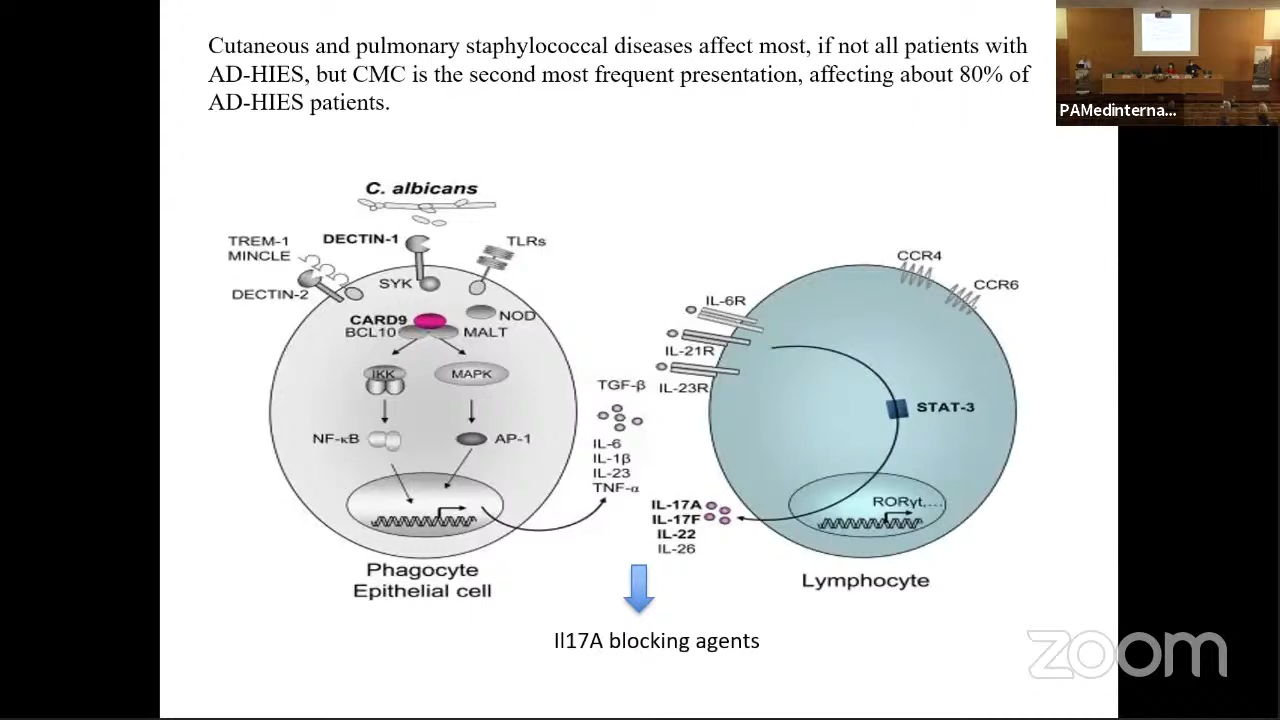 Cutaneous and pulmonary staphylococcal diseases affect most, if not all patients with
AD-HIES, but CMC is the second most frequent presentation, affecting about 80% of
AD-HIES patients.
PAMedinterna...
C. albicans
TREM-1
MINCLE
DECTIN-1
TLRs
DECTIN-2
SYK
NOD
CARD9
BCL10
MALT
IKK
MAPK
NF-κB
AP-1
Phagocyte
Epithelial cell
TGF-β
IL-6
IL-1β
IL-23
TNF-α
CCR4
CCR6
IL-6R
IL-21R
IL-23R
STAT-3
RORγt,...
IL-17A
IL-17F
IL-22
IL-26
Lymphocyte
Il17A blocking agents
zoom